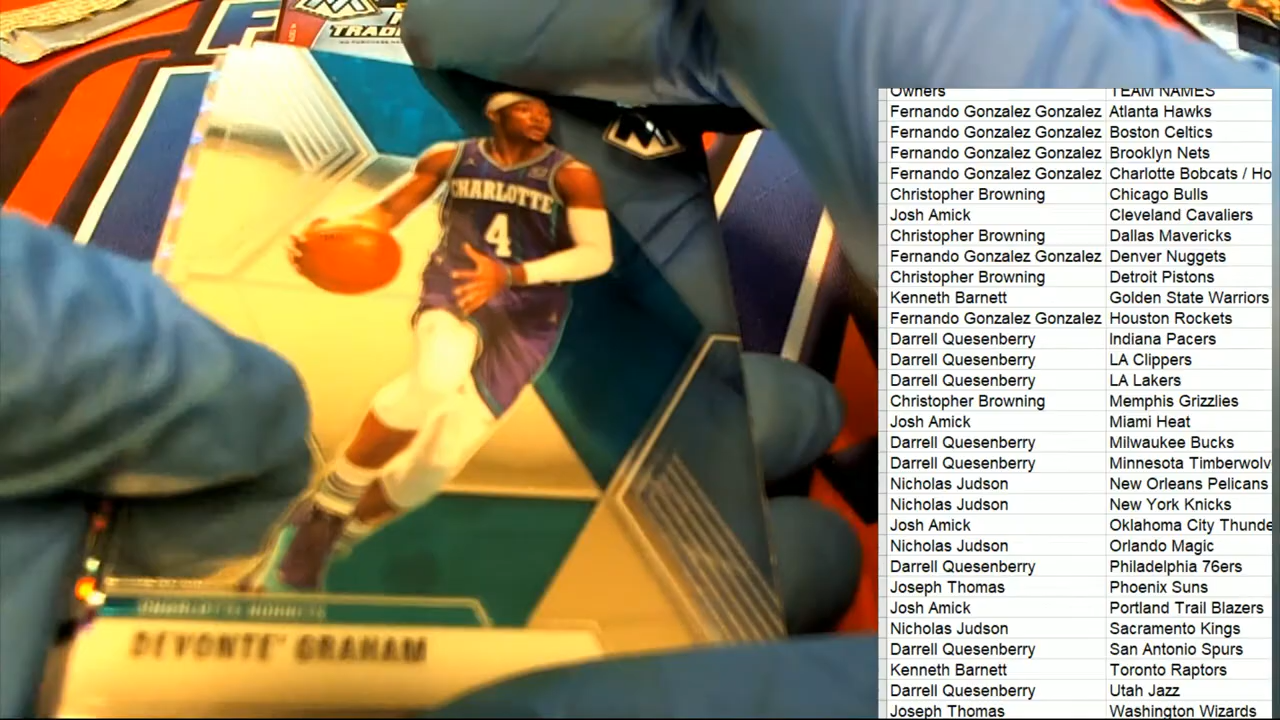 TRAD
CHARLOTTE
4
CHARLOTTE HORNETS
DEVONTE' GRAHAM
Owners TEAM NAMES
Fernando Gonzalez Gonzalez Atlanta Hawks
Fernando Gonzalez Gonzalez Boston Celtics
Fernando Gonzalez Gonzalez Brooklyn Nets
Fernando Gonzalez Gonzalez Charlotte Bobcats / Ho
Christopher Browning Chicago Bulls
Josh Amick Cleveland Cavaliers
Christopher Browning Dallas Mavericks
Fernando Gonzalez Gonzalez Denver Nuggets
Christopher Browning Detroit Pistons
Kenneth Barnett Golden State Warriors
Fernando Gonzalez Gonzalez Houston Rockets
Darrell Quesenberry Indiana Pacers
Darrell Quesenberry LA Clippers
Darrell Quesenberry LA Lakers
Christopher Browning Memphis Grizzlies
Josh Amick Miami Heat
Darrell Quesenberry Milwaukee Bucks
Darrell Quesenberry Minnesota Timberwolv
Nicholas Judson New Orleans Pelicans
Nicholas Judson New York Knicks
Josh Amick Oklahoma City Thunde
Nicholas Judson Orlando Magic
Darrell Quesenberry Philadelphia 76ers
Joseph Thomas Phoenix Suns
Josh Amick Portland Trail Blazers
Nicholas Judson Sacramento Kings
Darrell Quesenberry San Antonio Spurs
Kenneth Barnett Toronto Raptors
Darrell Quesenberry Utah Jazz
Joseph Thomas Washington Wizards